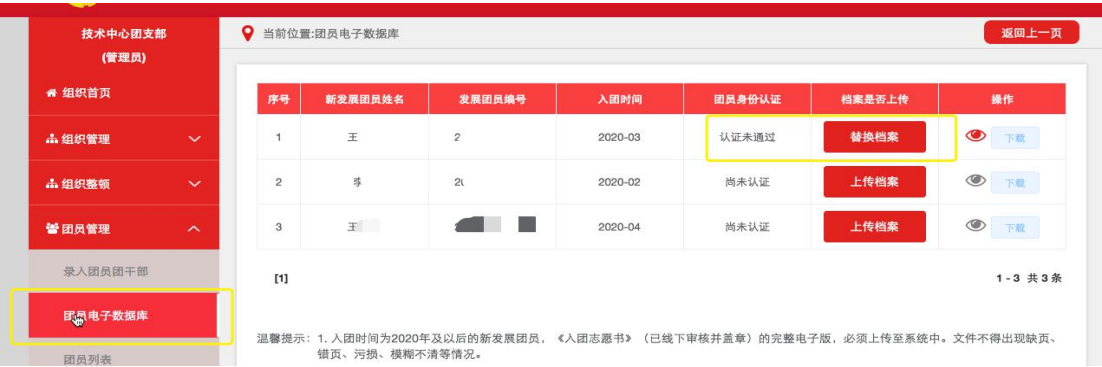 技术中心团支部
(管理员)
当前位置:团员电子数据库
返回上一页
组织首页
组织管理
组织整顿
团员管理
录入团员团干部
团员电子数据库
团员列表
序号 新发展团员姓名 发展团员编号 入团时间 团员身份认证 档案是否上传 操作
1 王 2 2020-03 认证未通过 替换档案 下载
2 2 2020-02 尚未认证 上传档案 下载
3 王 2020-04 尚未认证 上传档案 下载
[1]
1-3 共3条
温馨提示：1. 入团时间为2020年及以后的新发展团员，《入团志愿书》（已线下审核并盖章）的完整电子版，必须上传至系统中。文件不得出现缺页、
错页、污损、模糊不清等情况。